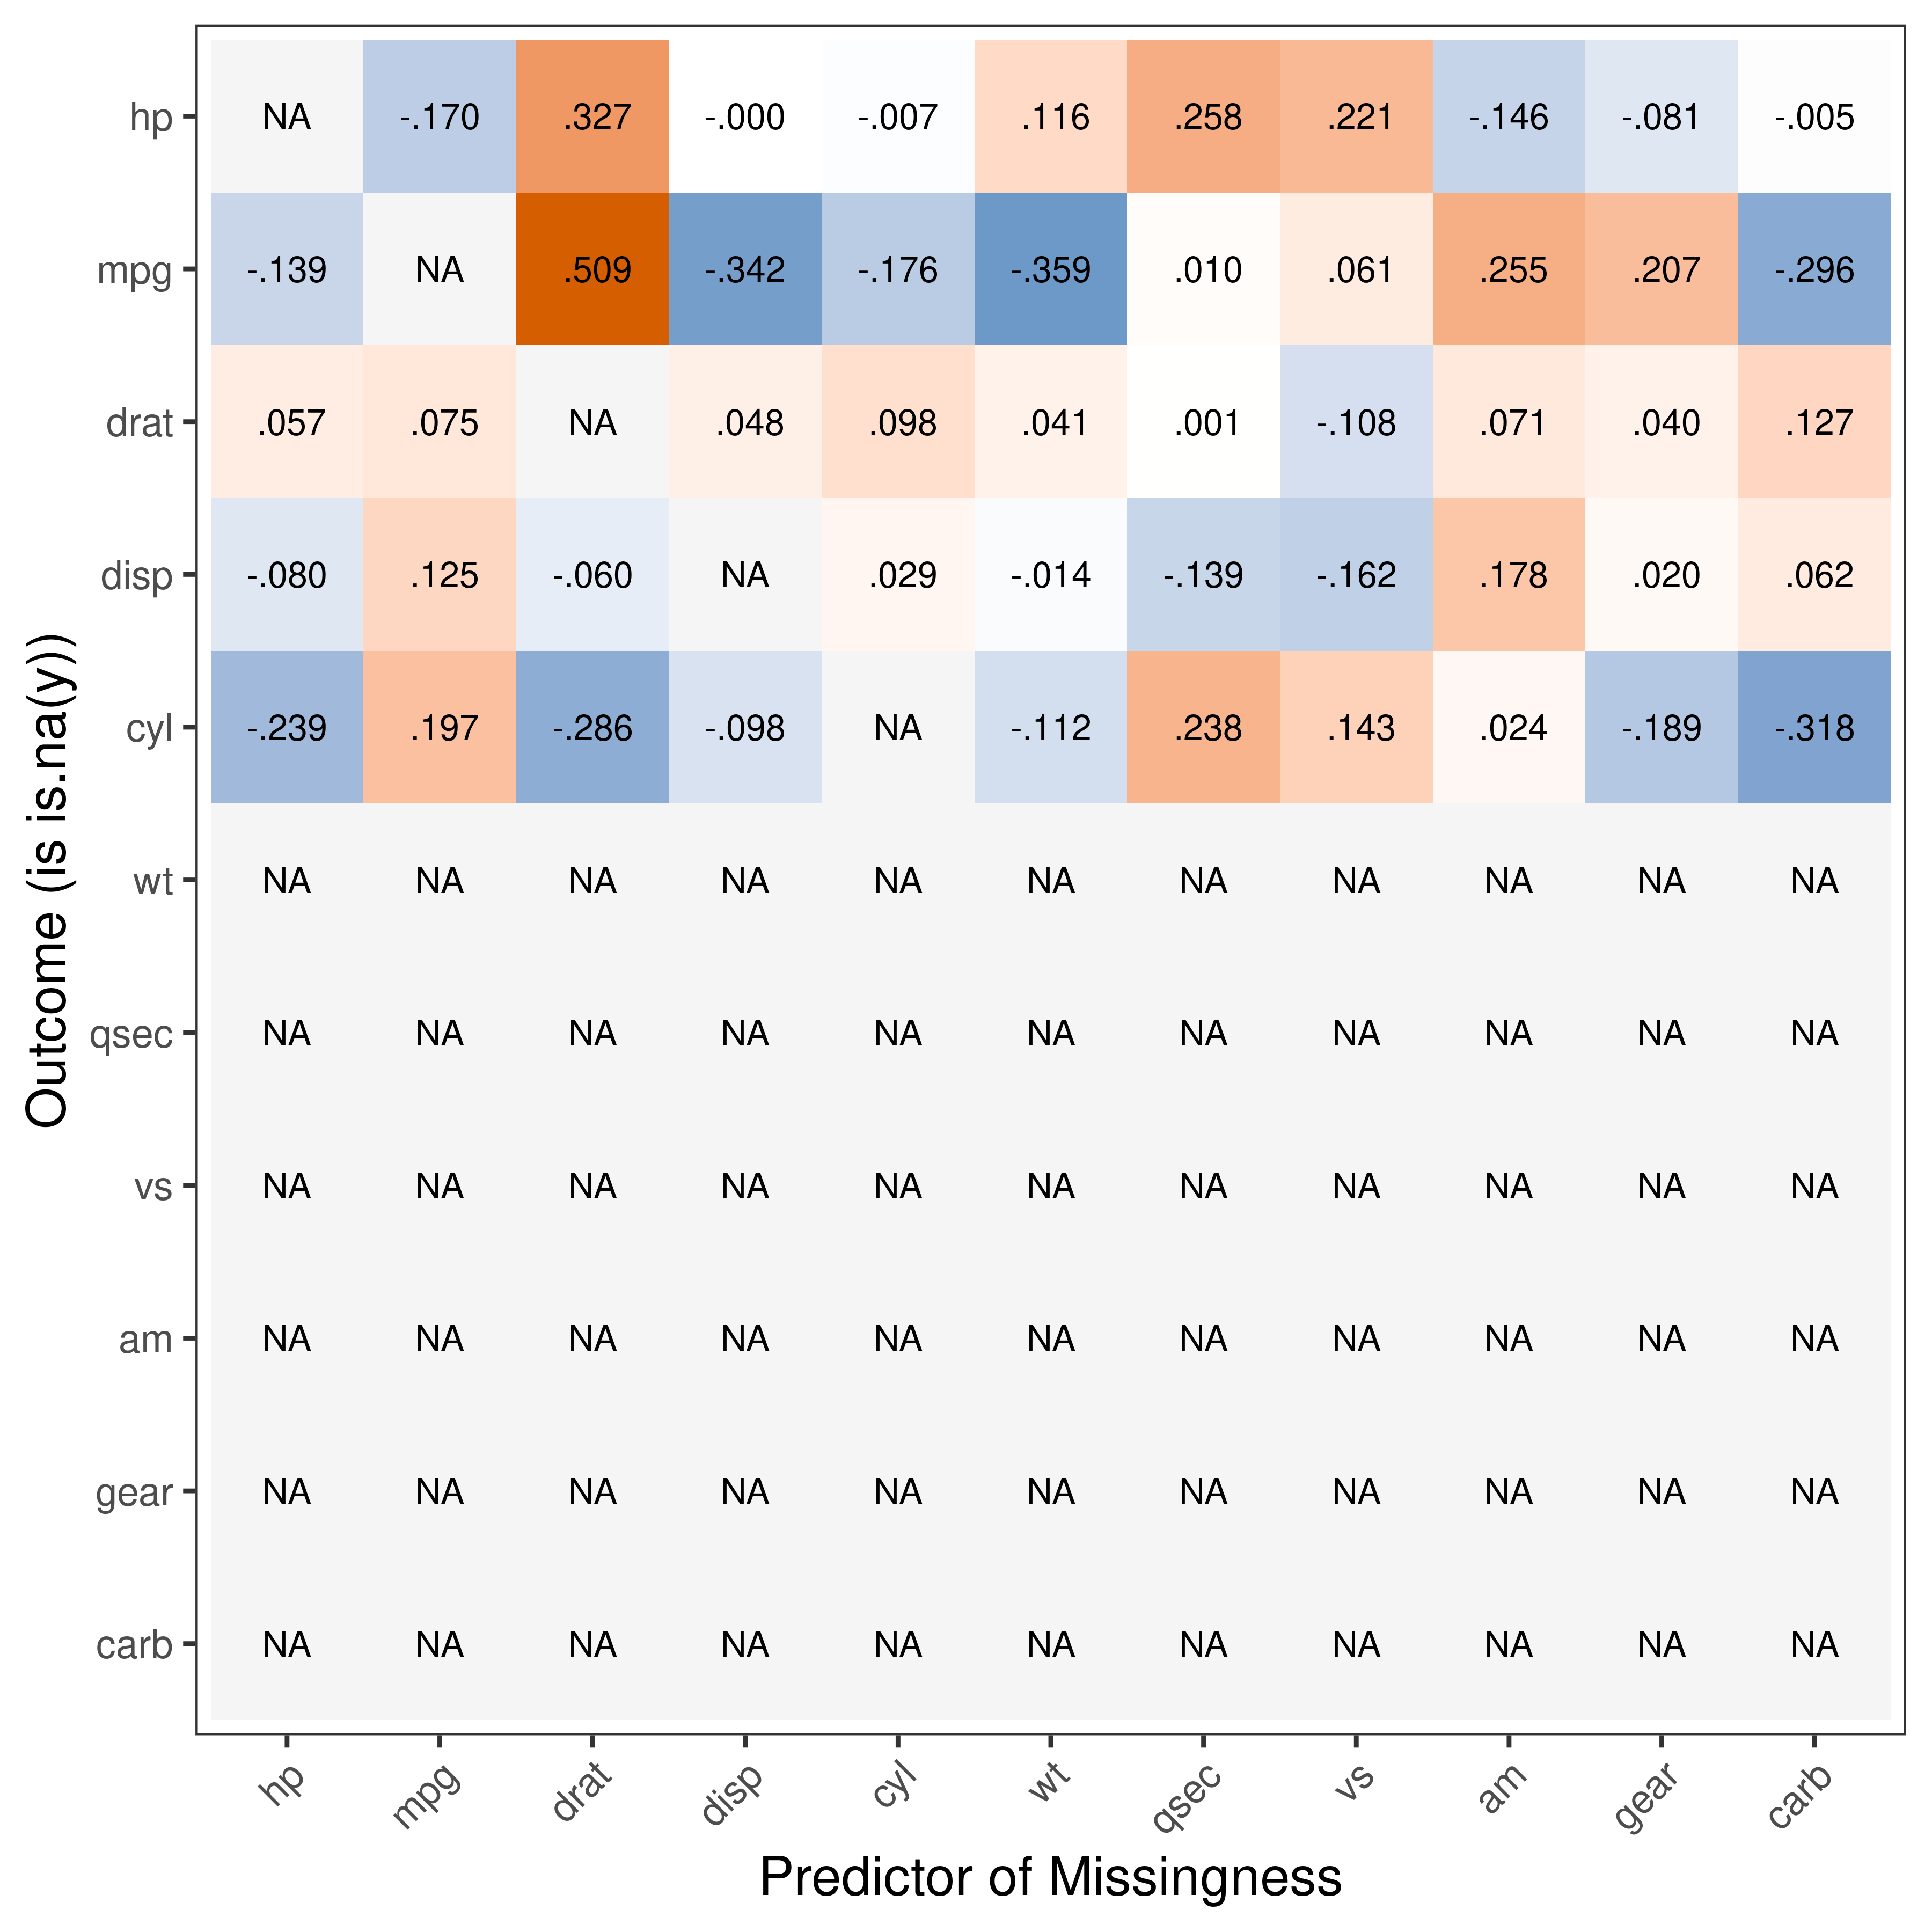 hp NA -.170 .327 -.000 -.007 .116 .258 .221 -.146 -.081 -.005
mpg -.139 NA .509 -.342 -.176 -.359 .010 .061 .255 .207 -.296
drat .057 .075 NA .048 .098 .041 .001 -.108 .071 .040 .127
disp -.080 .125 -.060 NA .029 -.014 -.139 -.162 .178 .020 .062
cyl -.239 .197 -.286 -.098 NA -.112 .238 .143 .024 -.189 -.318
wt NA NA NA NA NA NA NA NA NA NA NA
qsec NA NA NA NA NA NA NA NA NA NA NA
vs NA NA NA NA NA NA NA NA NA NA NA
am NA NA NA NA NA NA NA NA NA NA NA
gear NA NA NA NA NA NA NA NA NA NA NA
carb NA NA NA NA NA NA NA NA NA NA NA
hp mpg drat disp cyl wt qsec vs am gear carb
Predictor of Missingness
Outcome (is is.na(y))